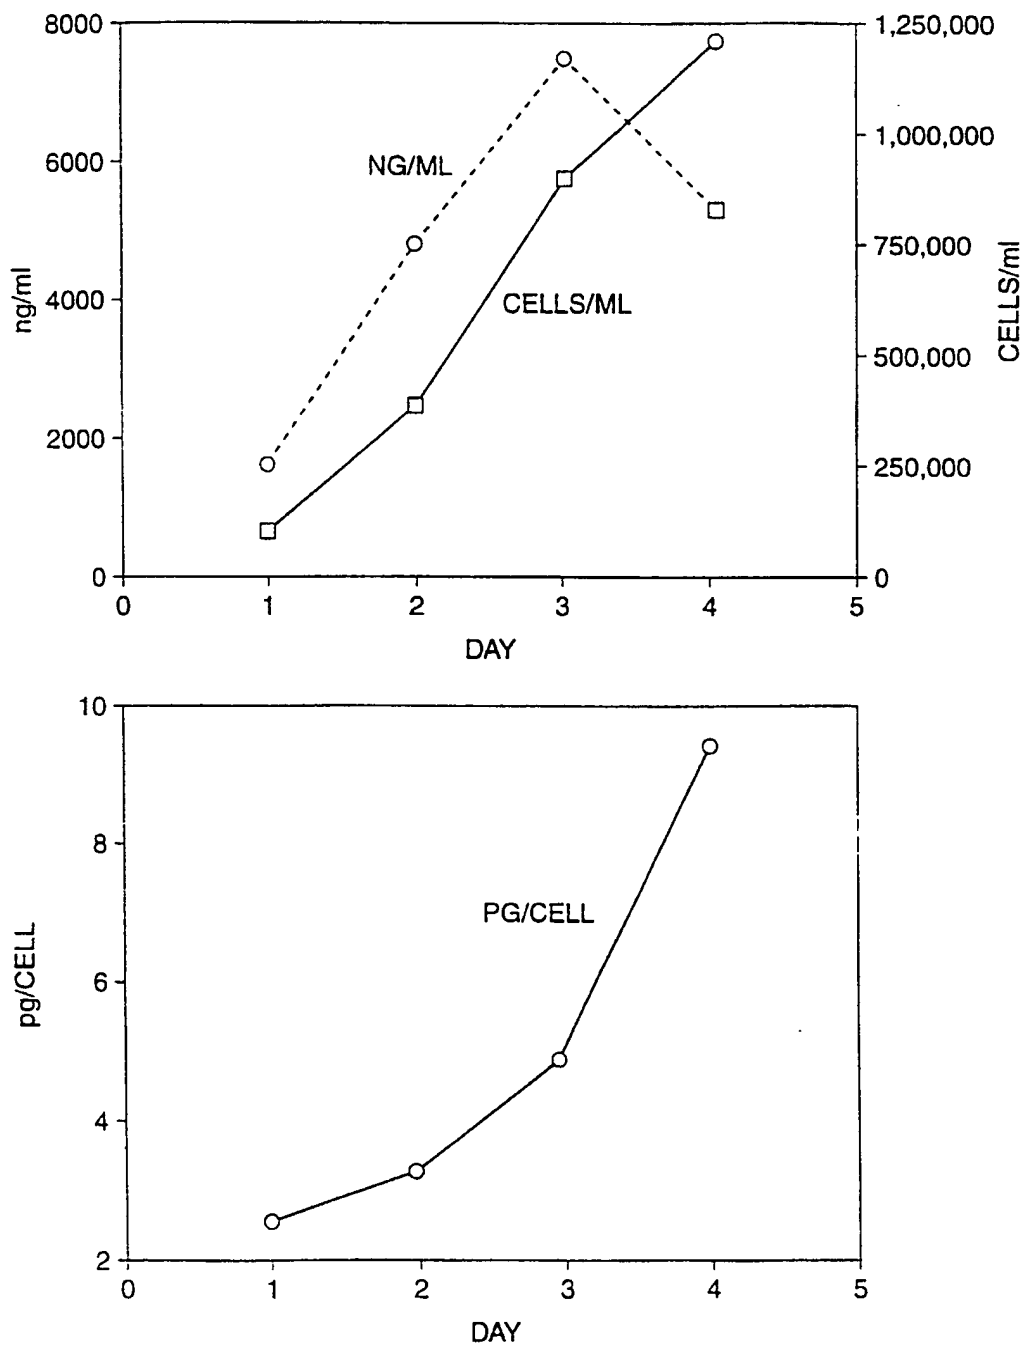 8000
6000
4000
2000
0
ng/ml
1,250,000
1,000,000
750,000
500,000
250,000
0
CELLS/ml
NG/ML
CELLS/ML
0 1 2 3 4 5
DAY
10
8
6
4
2
pg/CELL
PG/CELL
0 1 2 3 4 5
DAY